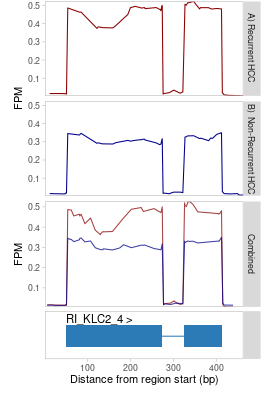 0.5
0.4
0.3
0.2
0.1
FPM
A) Recurrent HCC
0.5
0.4
0.3
0.2
0.1
B) Non-Recurrent HCC
0.5
0.4
0.3
0.2
0.1
FPM
Combined
RI_KLC2_4 >
100
200
300
400
Distance from region start (bp)